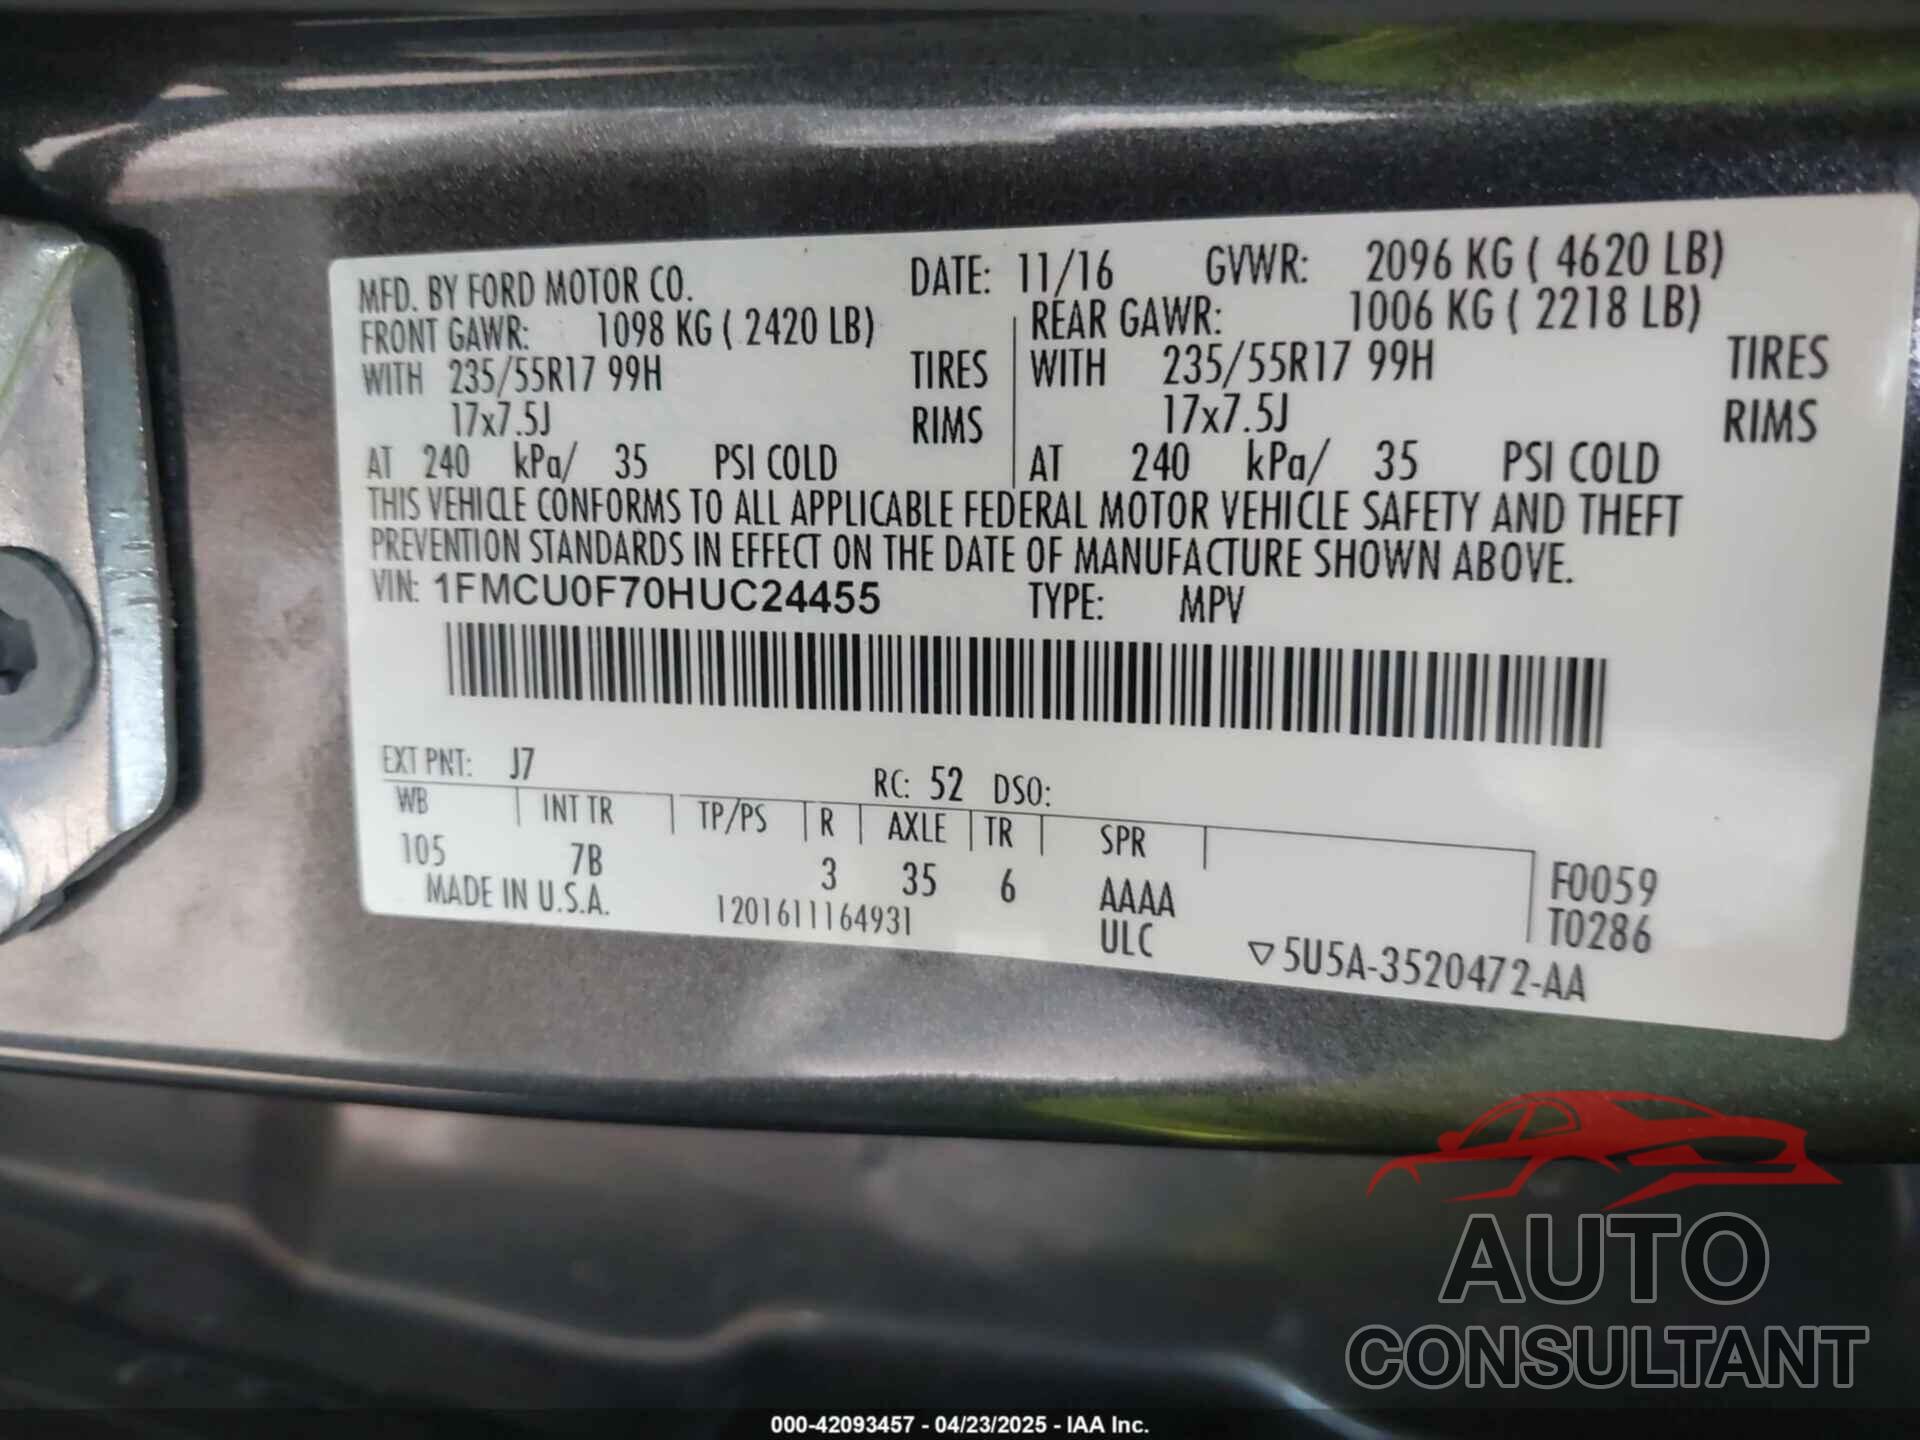 MFD. BY FORD MOTOR CO. DATE: 11/16 GVWR: 2096 KG ( 4620 LB)
FRONT GAWR: 1098 KG ( 2420 LB) REAR GAWR: 1006 KG ( 2218 LB)
WITH 235/55R17 99H TIRES WITH 235/55R17 99H TIRES
17x7.5J RIMS 17x7.5J RIMS
AT 240 kPa/ 35 PSI COLD AT 240 kPa/ 35 PSI COLD
THIS VEHICLE CONFORMS TO ALL APPLICABLE FEDERAL MOTOR VEHICLE SAFETY AND THEFT
PREVENTION STANDARDS IN EFFECT ON THE DATE OF MANUFACTURE SHOWN ABOVE.
VIN: 1FMCU0F70HUC24455 TYPE: MPV
EXT PNT: J7 RC: 52 DSO:
WB INT TR TP/PS R AXLE TR SPR
105 7B 3 35 6 AAAA F0059
MADE IN U.S.A. 1201611164931 ULC T0286
▽5U5A-3520472-AA
AUTO
CONSULTANT
000-42093457 - 04/23/2025 - IAA Inc.